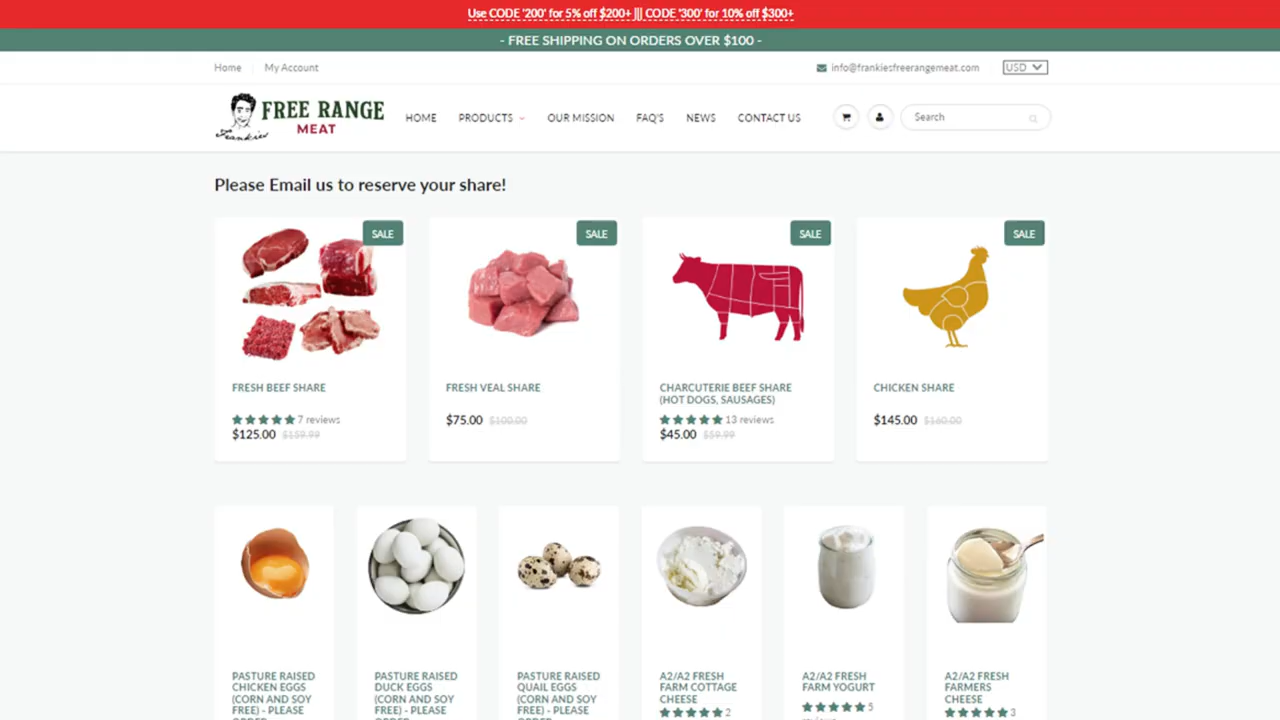 Use CODE '200' for 5% off $200+ ||| CODE '300' for 10% off $300+
- FREE SHIPPING ON ORDERS OVER $100 -
Home My Account info@frankiesfreerangemeat.com USD
Frankies FREE RANGE MEAT
HOME PRODUCTS OUR MISSION FAQ'S NEWS CONTACT US Search
Please Email us to reserve your share!
SALE SALE SALE SALE
FRESH BEEF SHARE
7 reviews
$125.00 $159.99
FRESH VEAL SHARE
$75.00 $100.00
CHARCUTERIE BEEF SHARE
(HOT DOGS, SAUSAGES)
13 reviews
$45.00 $59.99
CHICKEN SHARE
$145.00 $160.00
PASTURE RAISED
CHICKEN EGGS
(CORN AND SOY
FREE) - PLEASE
ORDER
PASTURE RAISED
DUCK EGGS
(CORN AND SOY
FREE) - PLEASE
ORDER
PASTURE RAISED
QUAIL EGGS
(CORN AND SOY
FREE) - PLEASE
ORDER
A2/A2 FRESH
FARM COTTAGE
CHEESE
2
A2/A2 FRESH
FARM YOGURT
5
reviews
A2/A2 FRESH
FARMERS
CHEESE
3